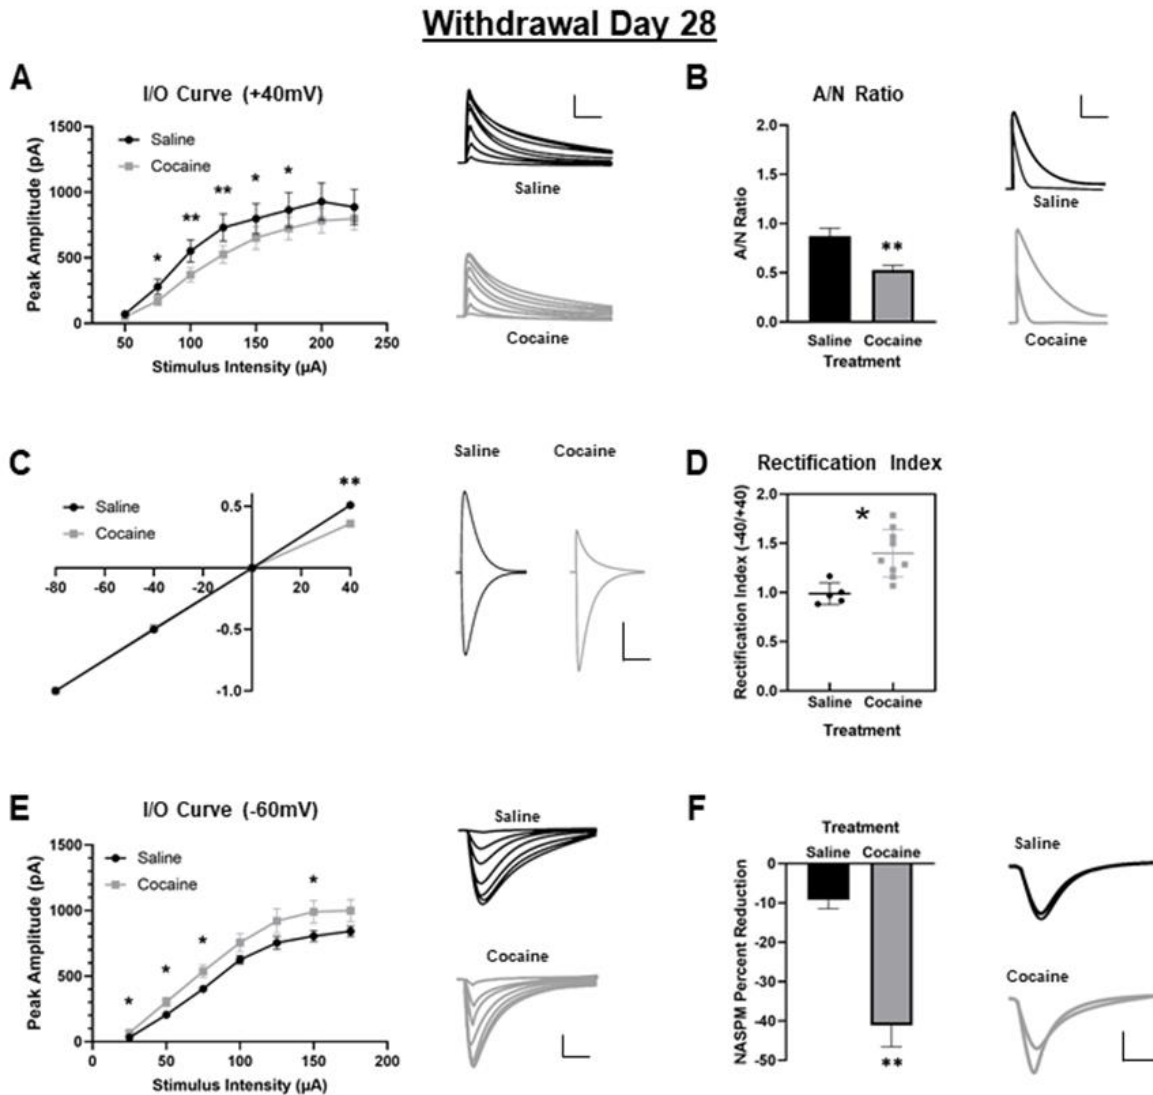 Withdrawal Day 28
A
I/O Curve (+40mV)
Peak Amplitude (pA)
1500
1000
500
0
Saline
Cocaine
*
**
**
*
*
50
100
150
200
250
Stimulus Intensity (µA)
Saline
Cocaine
B
A/N Ratio
A/N Ratio
2.0
1.5
1.0
0.5
0.0
**
Saline Cocaine
Treatment
Saline
Cocaine
C
Saline
Cocaine
**
0.5
-80
-40
-20
20
40
-0.5
-1.0
Saline
Cocaine
D
Rectification Index
Rectification Index (-40/+40)
2.0
1.5
1.0
0.5
0.0
*
Saline Cocaine
Treatment
E
I/O Curve (-60mV)
Peak Amplitude (pA)
1500
1000
500
0
Saline
Cocaine
*
*
*
*
0
50
100
150
200
Stimulus Intensity (µA)
Saline
Cocaine
F
Treatment
Saline Cocaine
NASPM Percent Reduction
0
-10
-20
-30
-40
-50
**
Saline
Cocaine